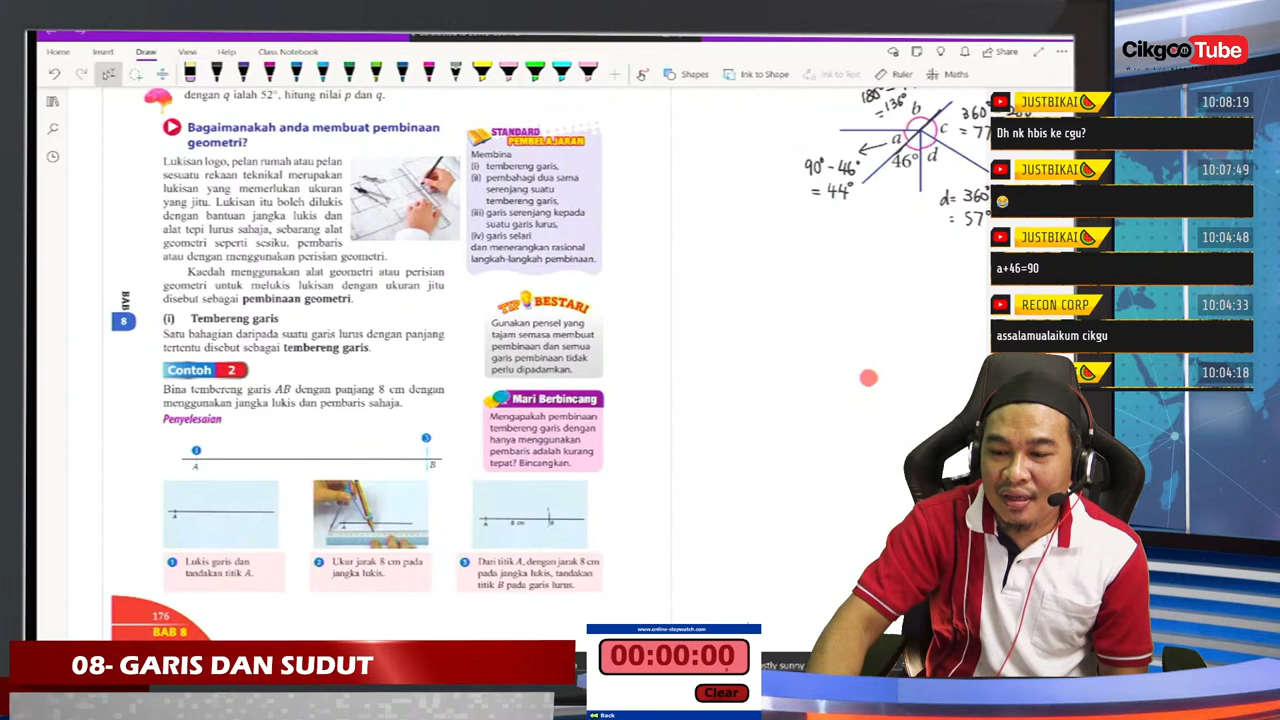 Home Insert Draw View Help Class Notebook
Share
Shapes Ink to Shape Ink to Text Ruler Maths
dengan q ialah 52°, hitung nilai p dan q.
Bagaimanakah anda membuat pembinaan
geometri?
Lukisan logo, pelan rumah atau pelan
sesuatu rekaan teknikal merupakan
lukisan yang memerlukan ukuran
yang jitu. Lukisan itu boleh dilukis
dengan bantuan jangka lukis dan
alat tepi lurus sahaja, sebarang alat
geometri seperti sesiku, pembaris
atau dengan menggunakan perisian geometri.
Kaedah menggunakan alat geometri atau perisian
geometri untuk melukis lukisan dengan ukuran jitu
disebut sebagai pembinaan geometri.
BAB
8
(i) Tembereng garis
Satu bahagian daripada suatu garis lurus dengan panjang
tertentu disebut sebagai tembereng garis.
Contoh 2
Bina tembereng garis AB dengan panjang 8 cm dengan
menggunakan jangka lukis dan pembaris sahaja.
Penyelesaian
1
3
A
B
A
A
A 8 cm B
1 Lukis garis dan
tandakan titik A.
2 Ukur jarak 8 cm pada
jangka lukis.
3 Dari titik A, dengan jarak 8 cm
pada jangka lukis, tandakan
titik B pada garis lurus.
176
BAB 8
STANDARD
PEMBELAJARAN
Membina
(i) tembereng garis,
(ii) pembahagi dua sama
serenjang suatu
tembereng garis,
(iii) garis serenjang kepada
suatu garis lurus,
(iv) garis selari
dan menerangkan rasional
langkah-langkah pembinaan.
TIP BESTARI
Gunakan pensel yang
tajam semasa membuat
pembinaan dan semua
garis pembinaan tidak
perlu dipadamkan.
Mari Berbincang
Mengapakah pembinaan
tembereng garis dengan
hanya menggunakan
pembaris adalah kurang
tepat? Bincangkan.
= 136°
b
a
c
46°
d
90° - 46°
= 44°
360°
= 77
d = 360°
= 57°
CikgooTube
JUSTBIKAI 10:08:19
Dh nk hbis ke cgu?
JUSTBIKAI 10:07:49
JUSTBIKAI 10:04:48
a+46=90
RECON CORP 10:04:33
assalamualaikum cikgu
10:04:18
08- GARIS DAN SUDUT
www.online-stopwatch.com
00:00:00
Clear
Back
sunny